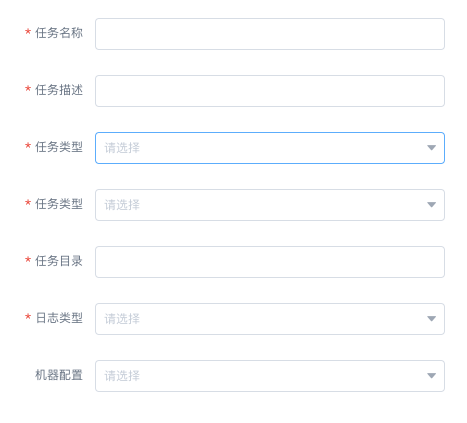 * 任务名称
* 任务描述
* 任务类型 请选择
* 任务类型 请选择
* 任务目录
* 日志类型 请选择
机器配置 请选择